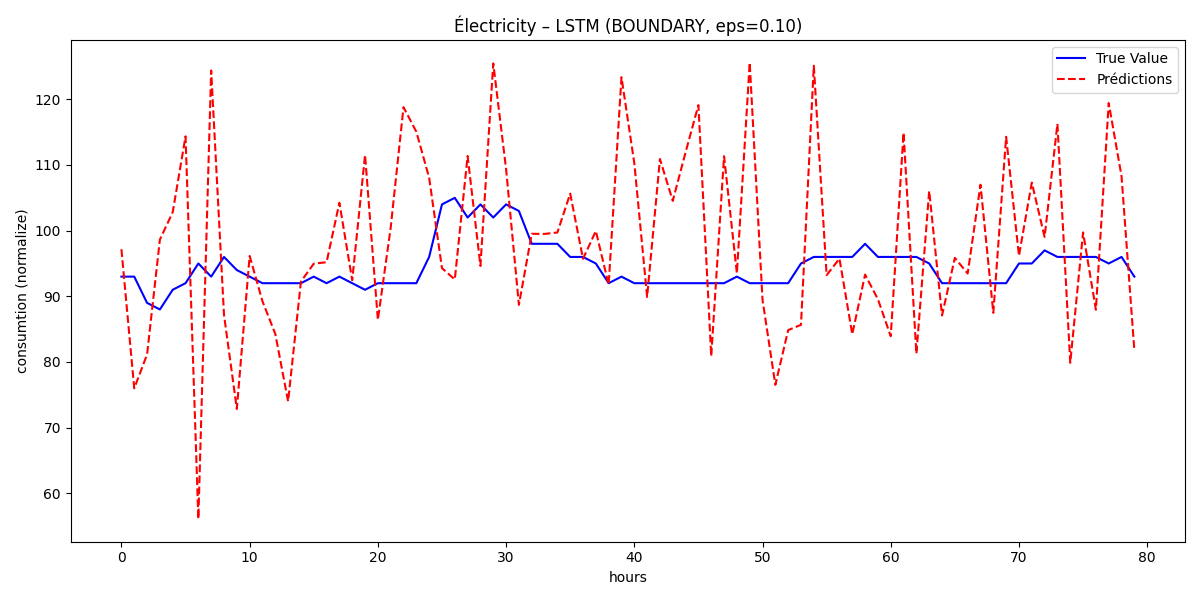 Électricity – LSTM (BOUNDARY, eps=0.10)
True Value
Prédictions
consumtion (normalize)
120
110
100
90
80
70
60
0 10 20 30 40 50 60 70 80
hours